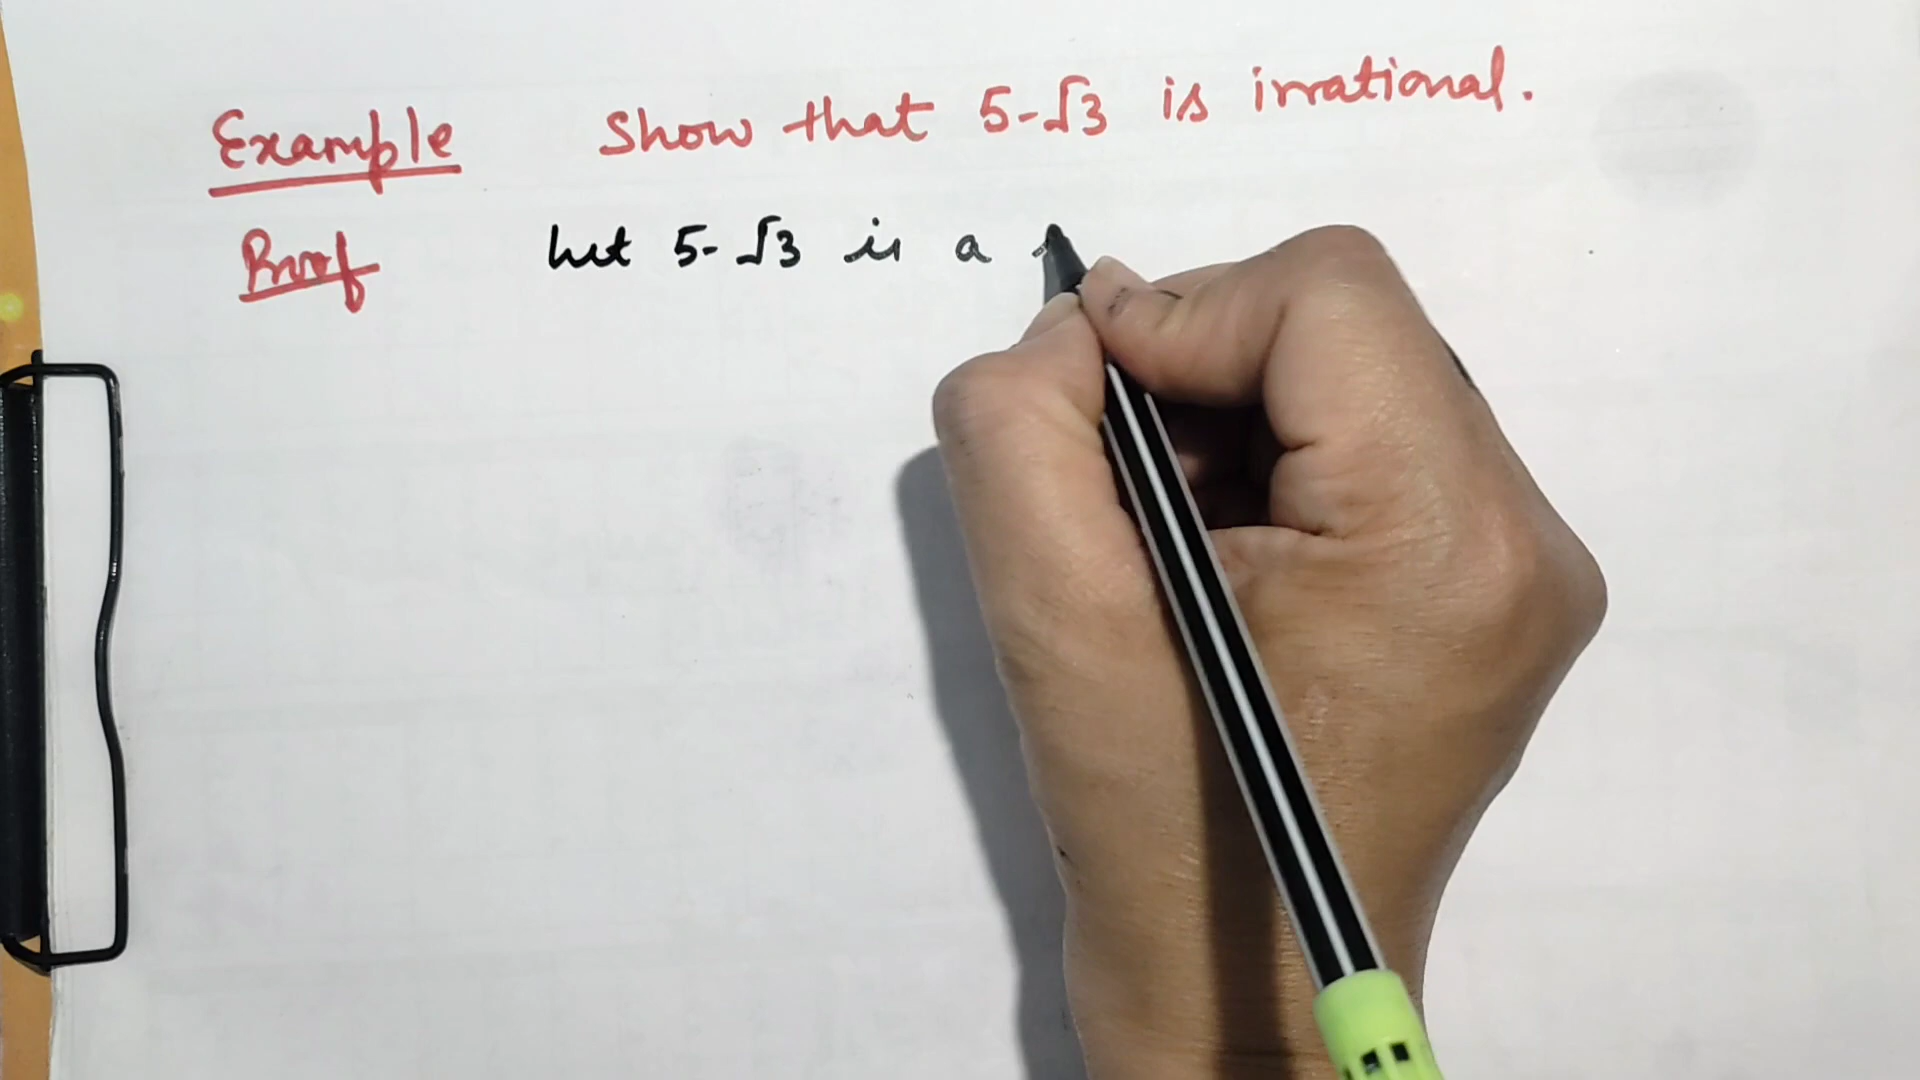 Example Show that 5-√3 is irrational.
Proof Let 5-√3 is a